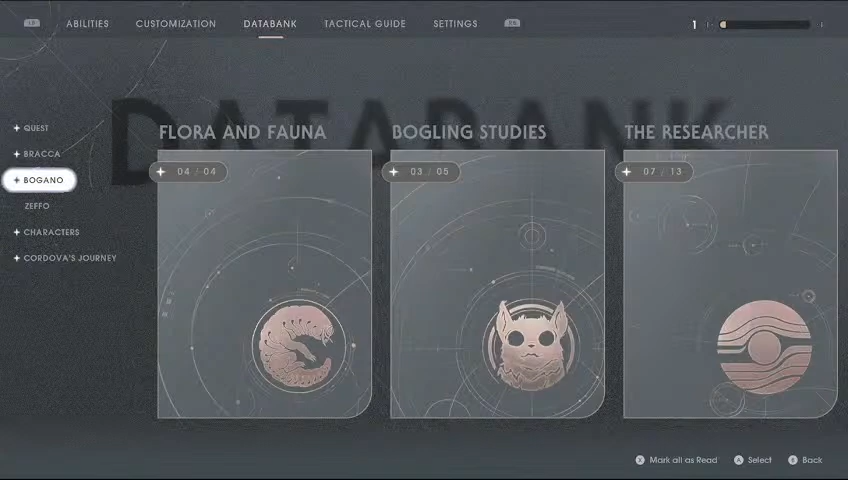 ABILITIES CUSTOMIZATION DATABANK TACTICAL GUIDE SETTINGS 1
DATABANK
QUEST
BRACCA
BOGANO
ZEFFO
CHARACTERS
CORDOVA'S JOURNEY
FLORA AND FAUNA
04 / 04
BOGLING STUDIES
03 / 05
THE RESEARCHER
07 / 13
X Mark all as Read A Select B Back